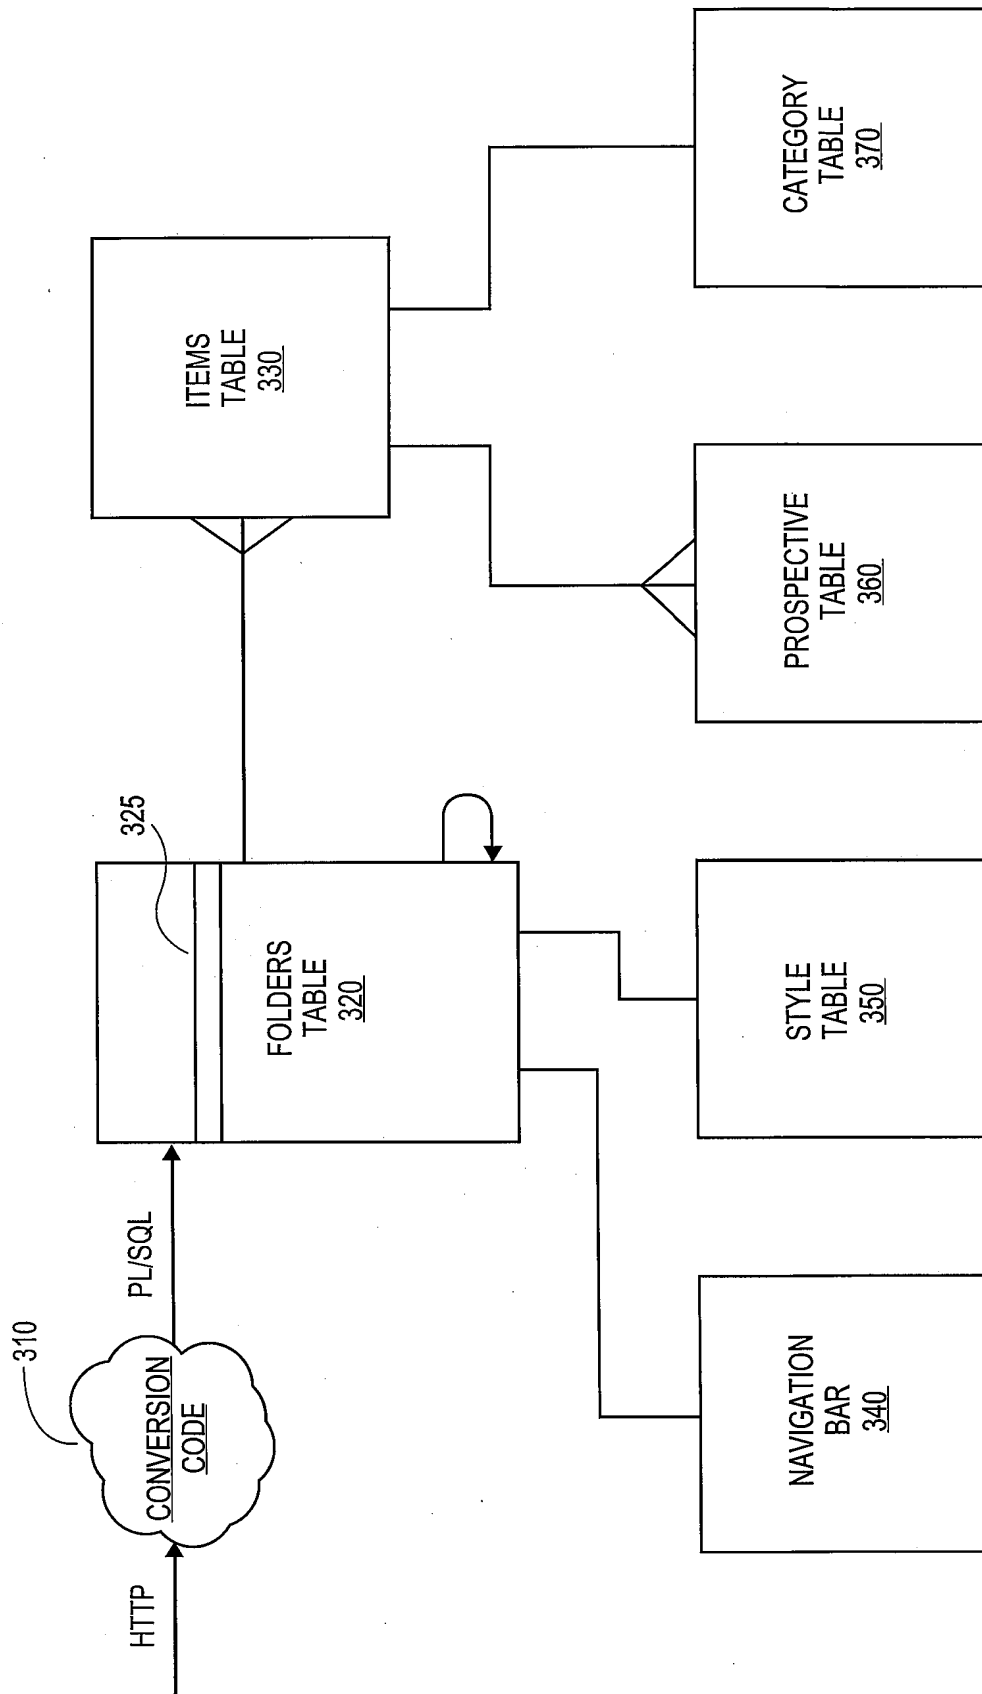 HTTP
310
CONVERSION
CODE
PL/SQL
325
FOLDERS
TABLE
320
ITEMS
TABLE
330
NAVIGATION
BAR
340
STYLE
TABLE
350
PROSPECTIVE
TABLE
360
CATEGORY
TABLE
370